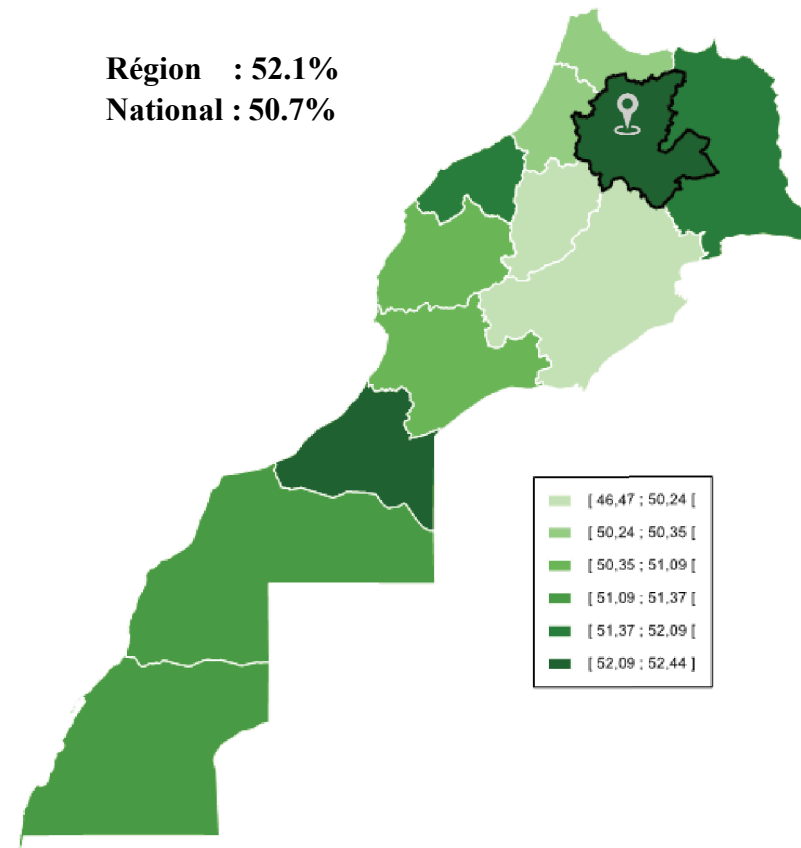 Région : 52.1%
National : 50.7%
[ 46,47 ; 50,24 [
[ 50,24 ; 50,35 [
[ 50,35 ; 51,09 [
[ 51,09 ; 51,37 [
[ 51,37 ; 52,09 [
[ 52,09 ; 52,44 ]